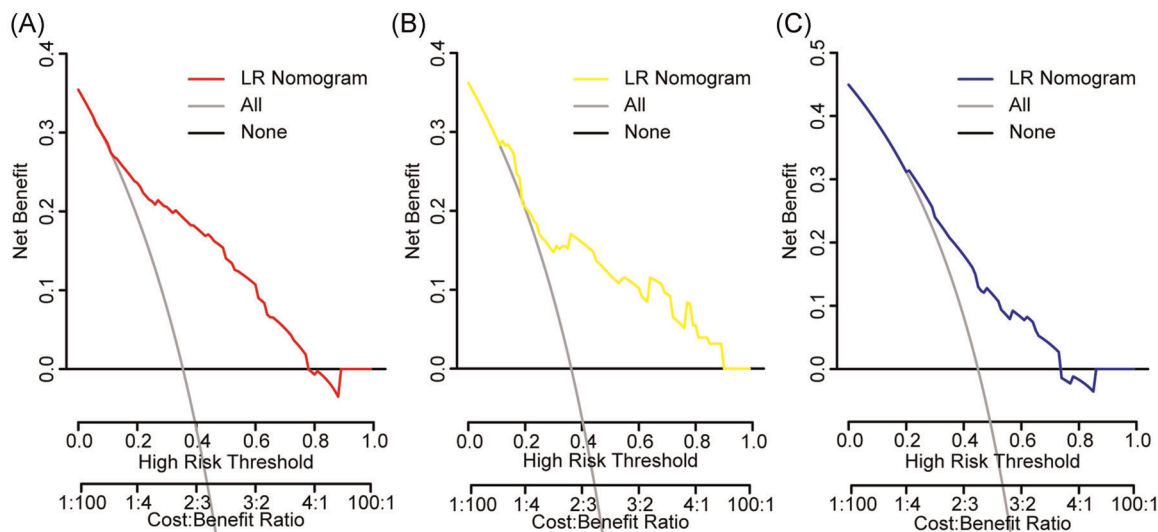 (A)
0.4
0.3
0.2
0.1
0.0
Net Benefit
LR Nomogram
All
None
0.0 0.2 0.4 0.6 0.8 1.0
High Risk Threshold
1:100 1:4 2:3 3:2 4:1 100:1
Cost:Benefit Ratio
(B)
0.4
0.3
0.2
0.1
0.0
Net Benefit
LR Nomogram
All
None
0.0 0.2 0.4 0.6 0.8 1.0
High Risk Threshold
1:100 1:4 2:3 3:2 4:1 100:1
Cost:Benefit Ratio
(C)
0.5
0.4
0.3
0.2
0.1
0.0
Net Benefit
LR Nomogram
All
None
0.0 0.2 0.4 0.6 0.8 1.0
High Risk Threshold
1:100 1:4 2:3 3:2 4:1 100:1
Cost:Benefit Ratio